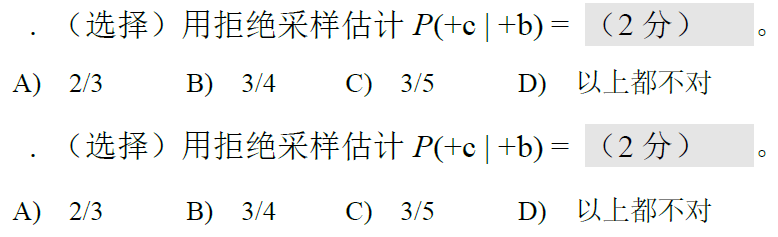 . （选择）用拒绝采样估计 P(+c | +b) = （2 分） 。
A) 2/3 B) 3/4 C) 3/5 D) 以上都不对
. （选择）用拒绝采样估计 P(+c | +b) = （2 分） 。
A) 2/3 B) 3/4 C) 3/5 D) 以上都不对